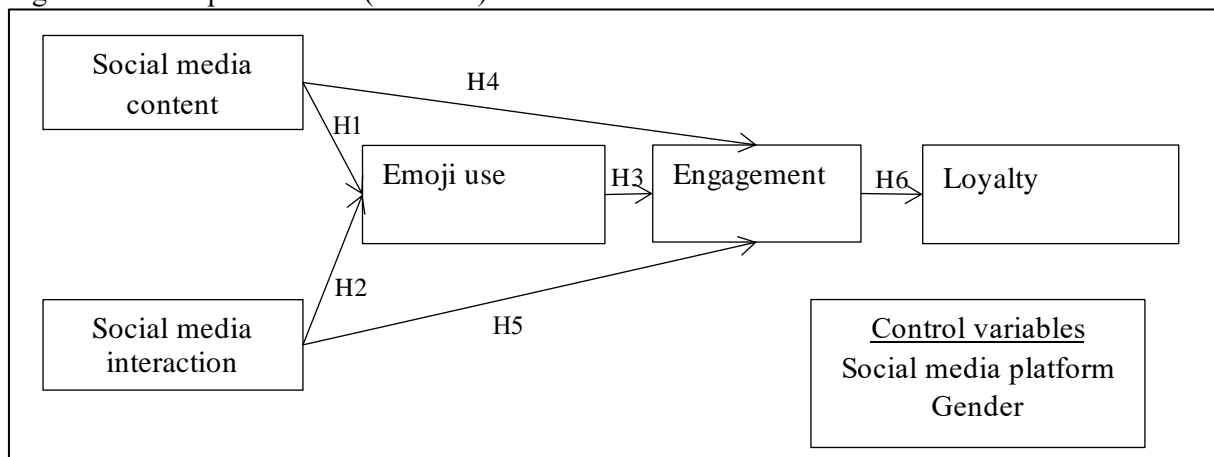 Social media
content
H4
H1
Emoji use
H3
Engagement
H6
Loyalty
H2
Social media
interaction
H5
Control variables
Social media platform
Gender